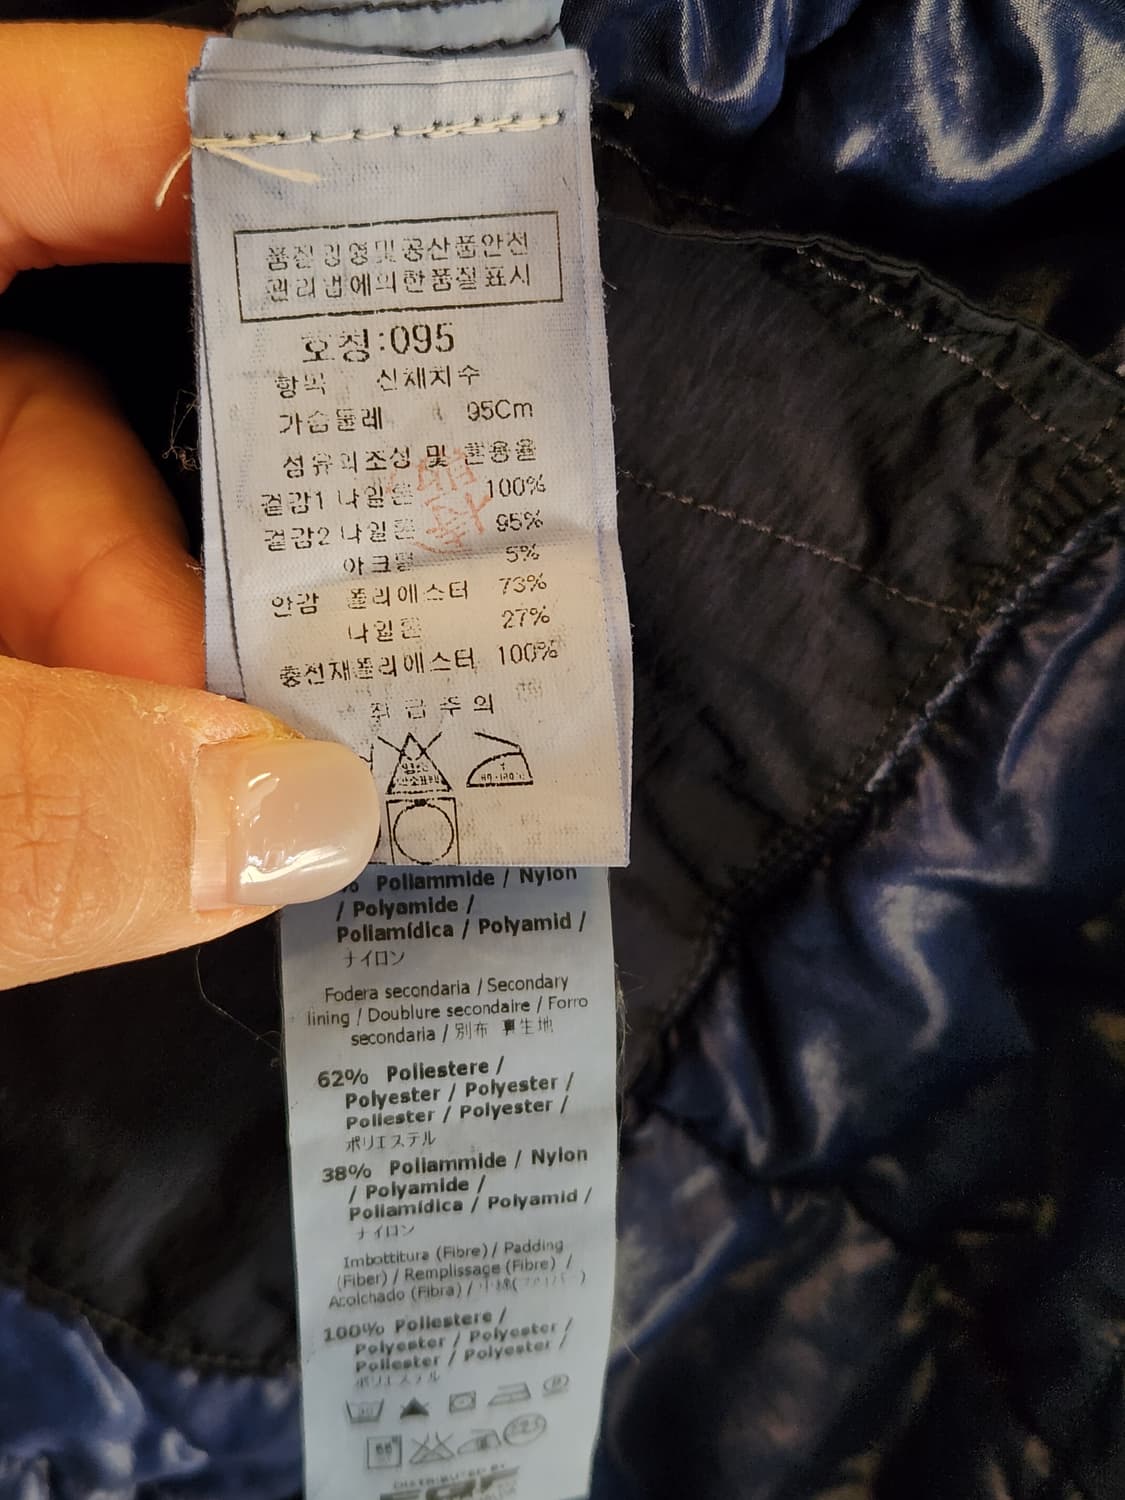 품질경영및공산품안전
관리법에의한품질표시
호칭:095
항목 신체치수
가슴둘레 95Cm
섬유의조성 및 혼용율
겉감1 나일론 100%
겉감2 나일론 95%
아크릴 5%
안감 폴리에스터 73%
나일론 27%
충전재폴리에스터 100%
취급주의
% Poliammide / Nylon
/ Polyamide /
Poliamídica / Polyamid /
ナイロン
Fodera secondaria / Secondary
lining / Doublure secondaire / Forro
secondaria / 別布 裏生地
62% Poliestere /
Polyester / Polyester /
Poliester / Polyester /
ポリエステル
38% Poliammide / Nylon
/ Polyamide /
Poliamídica / Polyamid /
ナイロン
Imbottitura (Fibre) / Padding
(Fiber) / Remplissage (Fibre) /
Acolchado (Fibra) /
100% Poliestere /
Polyester / Polyester /
Poliester / Polyester /
ポリエステル
DISTRIBUTED BY